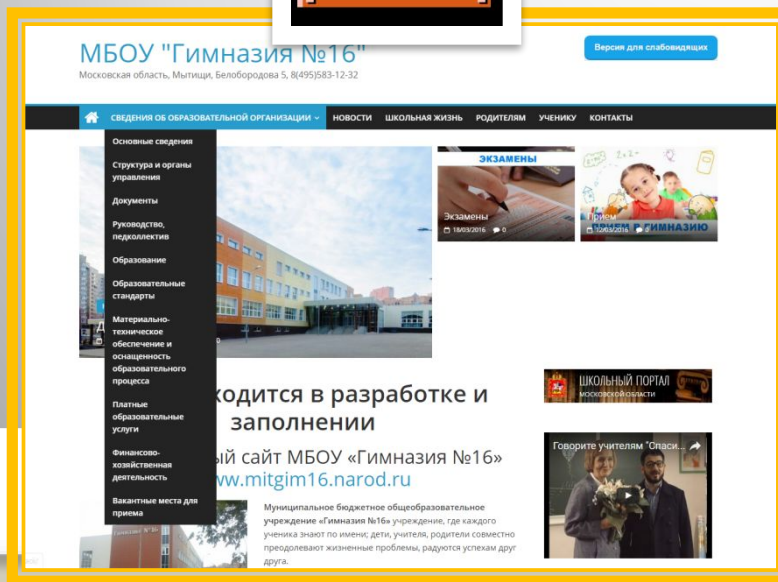 МБОУ "Гимназия №16"
Московская область, Мытищи, Белобородова 5, 8(495)583-12-32
Версия для слабовидящих
СВЕДЕНИЯ ОБ ОБРАЗОВАТЕЛЬНОЙ ОРГАНИЗАЦИИ НОВОСТИ ШКОЛЬНАЯ ЖИЗНЬ РОДИТЕЛЯМ УЧЕНИКУ КОНТАКТЫ
Основные сведения
Структура и органы
управления
Документы
Руководство,
педколлектив
Образование
Образовательные
стандарты
Материально-
техническое
обеспечение и
оснащенность
образовательного
процесса
Платные
образовательные
услуги
Финансово-
хозяйственная
деятельность
Вакантные места для
приема
ЭКЗАМЕНЫ
Экзамены
18/03/2016 0
Прием
ПРИЕМ В ГИМНАЗИЮ
12/03/2016 0
ходится в разработке и
заполнении
ый сайт МБОУ «Гимназия №16»
ww.mitgim16.narod.ru
Муниципальное бюджетное общеобразовательное
учреждение «Гимназия №16» учреждение, где каждого
ученика знают по имени; дети, учителя, родители совместно
преодолевают жизненные проблемы, радуются успехам друг
друга.
ШКОЛЬНЫЙ ПОРТАЛ
МОСКОВСКОЙ ОБЛАСТИ
Говорите учителям "Спаси...